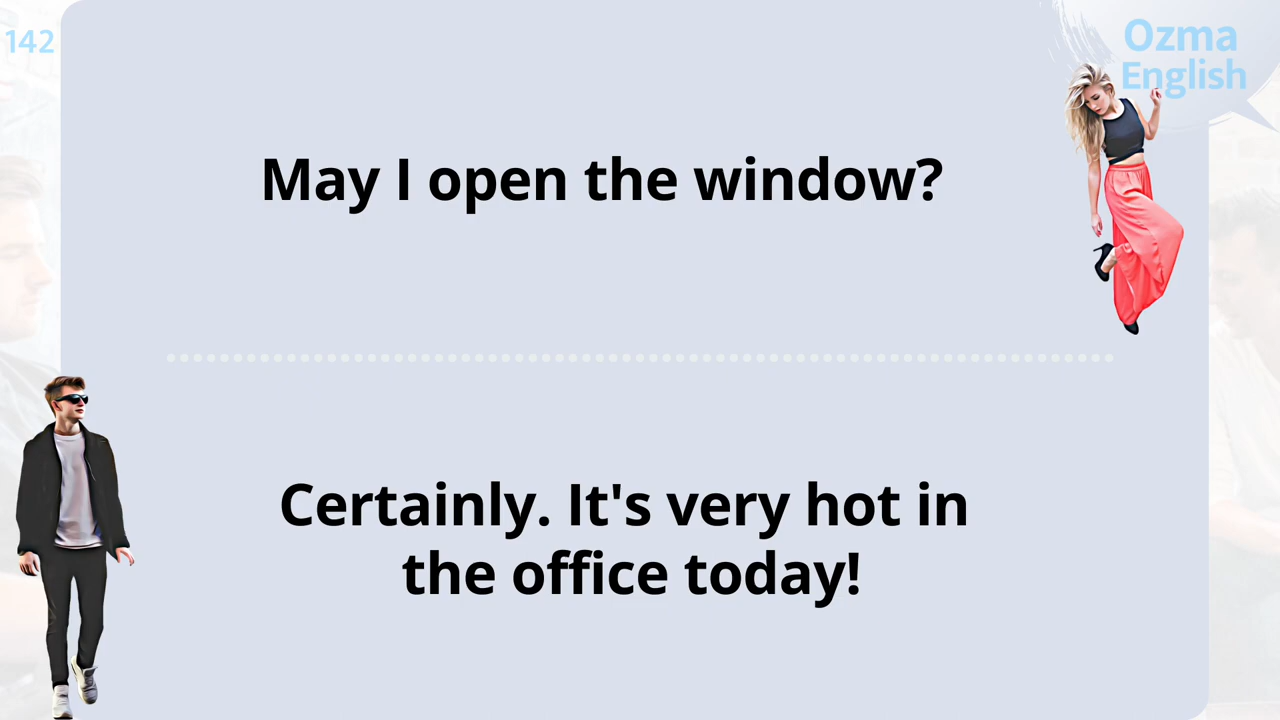 142
Ozma
English
May I open the window?
Certainly. It's very hot in
the office today!